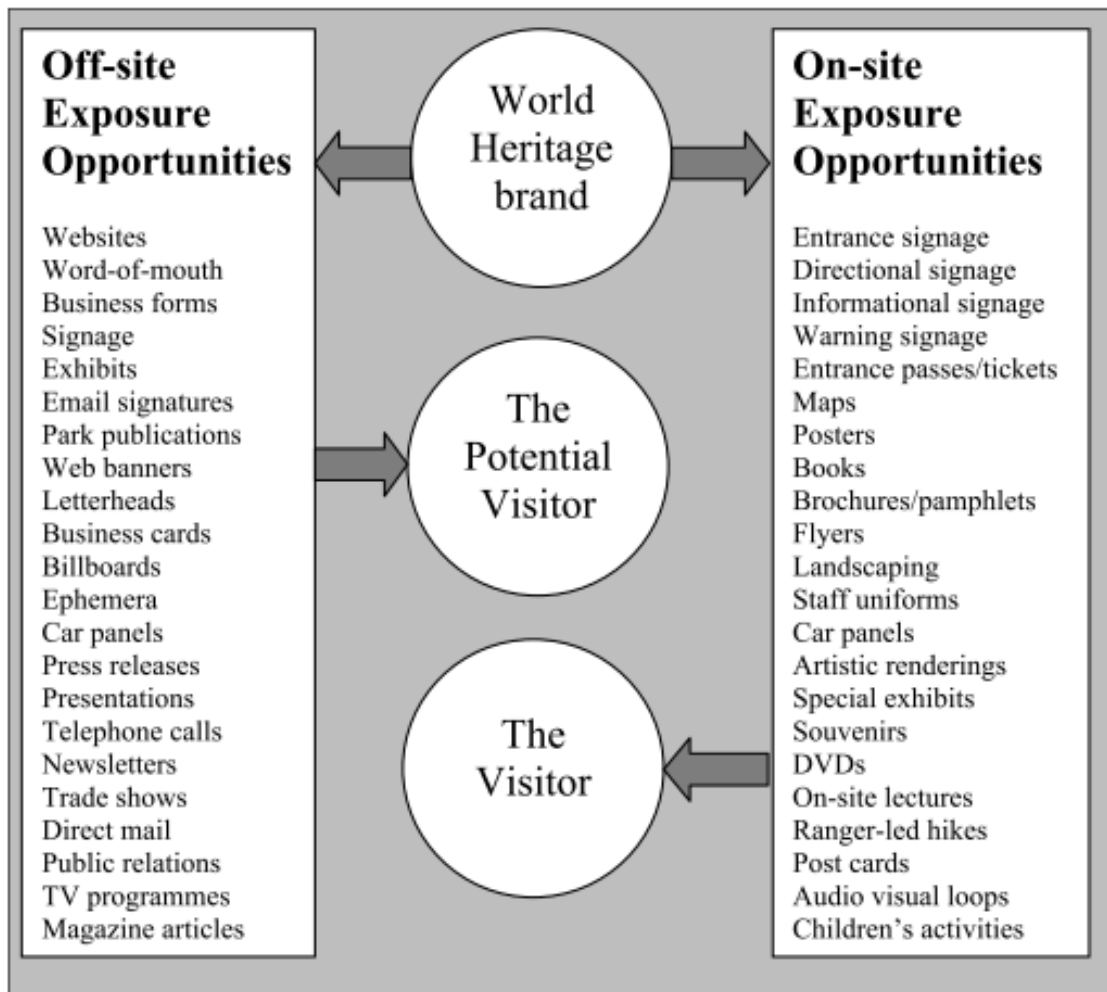 Off-site
Exposure
Opportunities
Websites
Word-of-mouth
Business forms
Signage
Exhibits
Email signatures
Park publications
Web banners
Letterheads
Business cards
Billboards
Ephemera
Car panels
Press releases
Presentations
Telephone calls
Newsletters
Trade shows
Direct mail
Public relations
TV programmes
Magazine articles
World
Heritage
brand
The
Potential
Visitor
The
Visitor
On-site
Exposure
Opportunities
Entrance signage
Directional signage
Informational signage
Warning signage
Entrance passes/tickets
Maps
Posters
Books
Brochures/pamphlets
Flyers
Landscaping
Staff uniforms
Car panels
Artistic renderings
Special exhibits
Souvenirs
DVDs
On-site lectures
Ranger-led hikes
Post cards
Audio visual loops
Children's activities